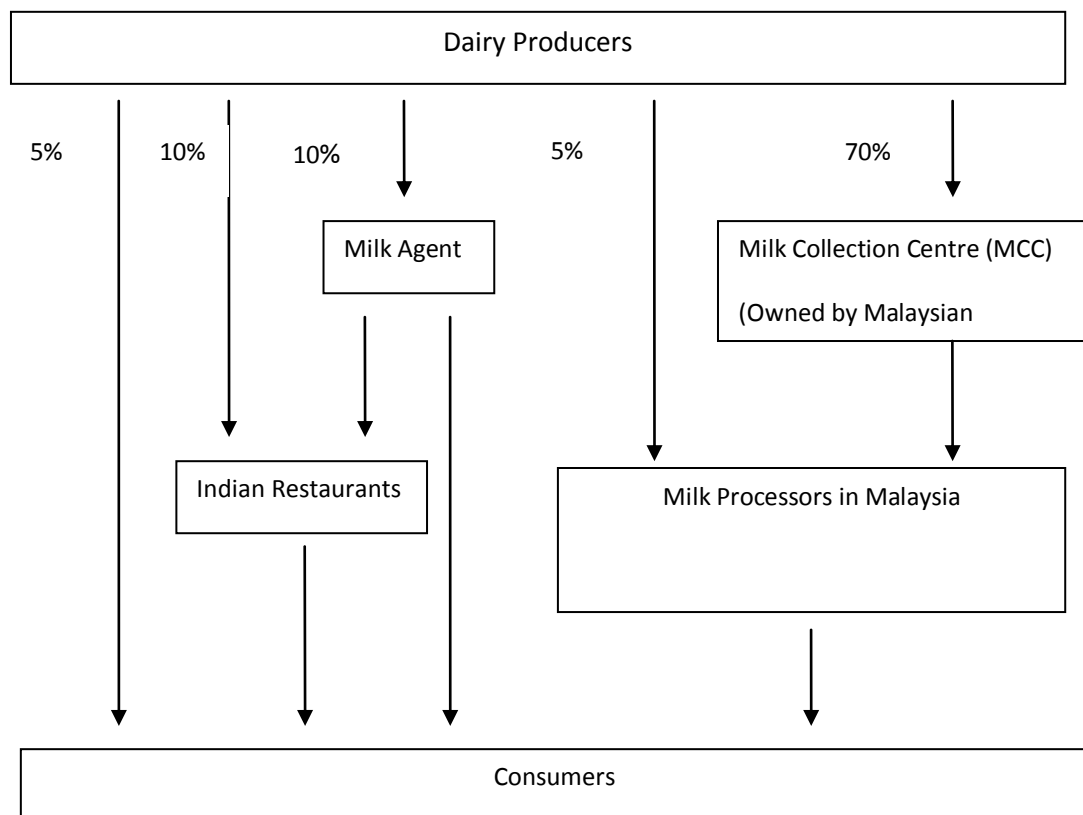 Dairy Producers
5%
10%
10%
5%
70%
Milk Agent
Milk Collection Centre (MCC)
(Owned by Malaysian
Indian Restaurants
Milk Processors in Malaysia
Consumers